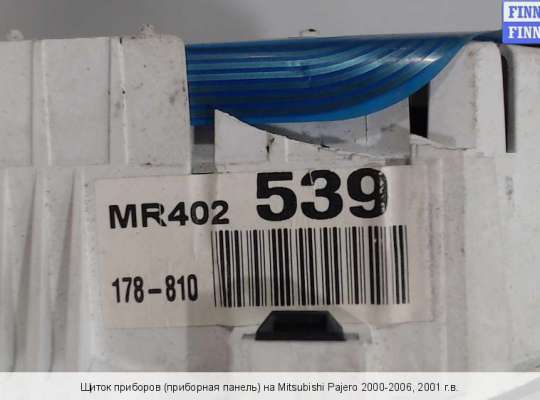 FINN
FINN
MR402 539
178-810
Щиток приборов (приборная панель) на Mitsubishi Pajero 2000-2006, 2001 г.в.